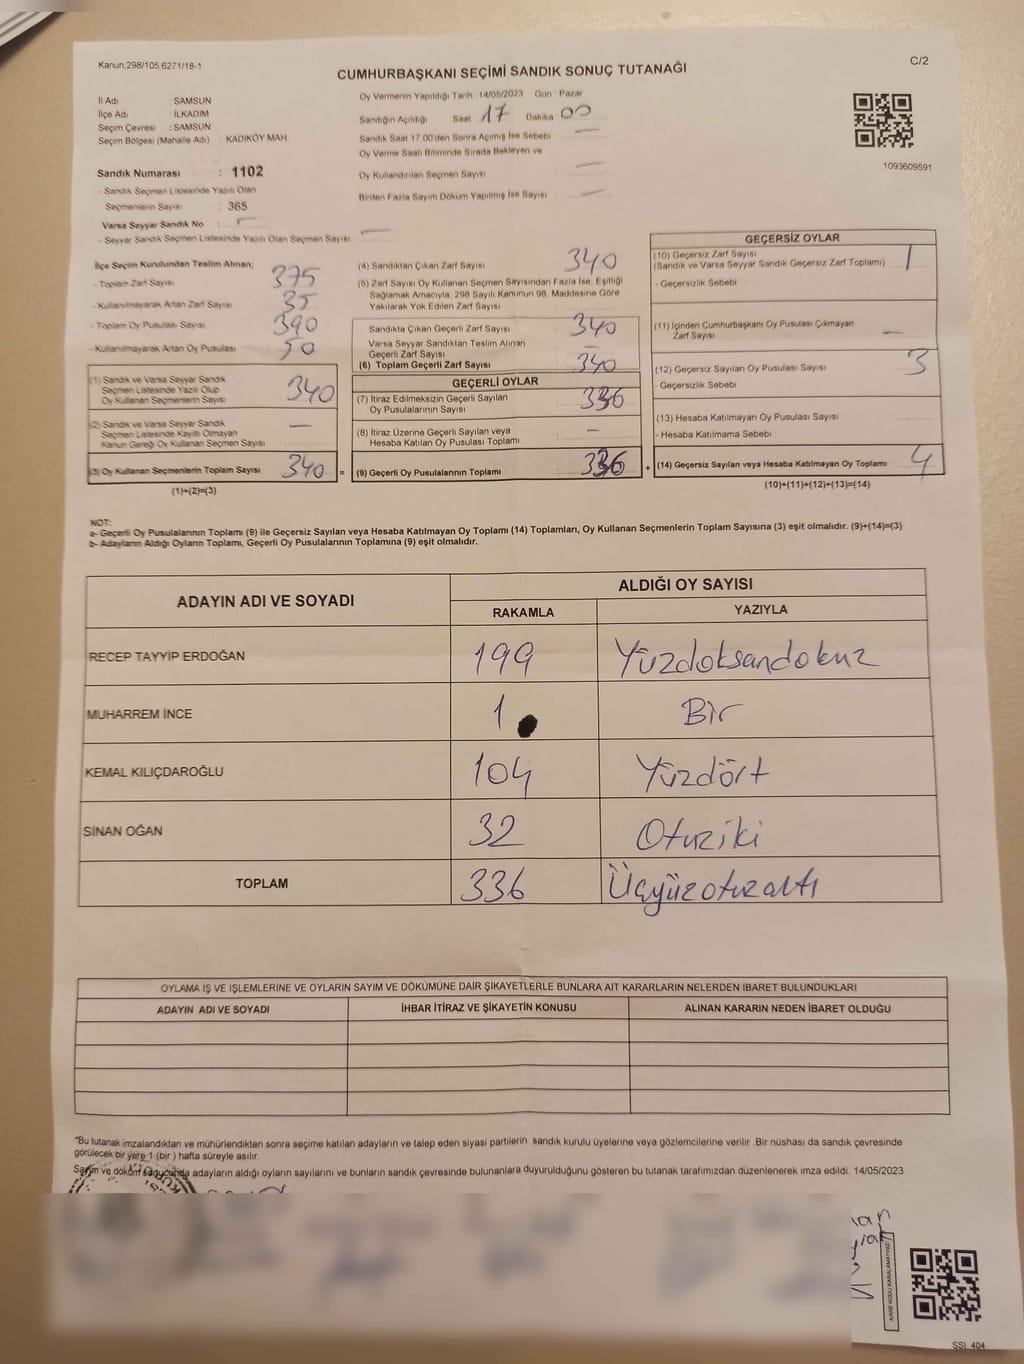 Kanun.298/105.6271/18-1
C/2
CUMHURBAŞKANI SEÇİMİ SANDIK SONUÇ TUTANAĞI
İl Adı : SAMSUN
İlçe Adı : İLKADIM
Seçim Çevresi : SAMSUN
Seçim Bölgesi (Mahalle Adı) : KADIKÖY MAH
Sandık Numarası : 1102
- Sandık Seçmen Listesinde Yazılı Olan
Seçmenlerin Sayısı : 365
Varsa Seyyar Sandık No :
- Seyyar Sandık Seçmen Listesinde Yazılı Olan Seçmen Sayısı :
Oy Vermenin Yapıldığı Tarih : 14/05/2023 Gün : Pazar
Sandığın Açıldığı Saat 17 Dakika 00
Sandık Saat 17.00'den Sonra Açılmış İse Sebebi
Oy Verme Saati Bitiminde Sırada Bekleyen ve
Oy Kullandırılan Seçmen Sayısı
Birden Fazla Sayım Döküm Yapılmış İse Sayısı
1093609591
İlçe Seçim Kurulundan Teslim Alınan;
- Toplam Zarf Sayısı : 375
- Kullanılmayarak Artan Zarf Sayısı : 35
- Toplam Oy Pusulası Sayısı : 390
- Kullanılmayarak Artan Oy Pusulası : 50
(1) Sandık ve Varsa Seyyar Sandık
Seçmen Listesinde Yazılı Olup
Oy Kullanan Seçmenlerin Sayısı : 340
(2) Sandık ve Varsa Seyyar Sandık
Seçmen Listesinde Kayıtlı Olmayan
Kanun Gereği Oy Kullanan Seçmen Sayısı : —
(3) Oy Kullanan Seçmenlerin Toplam Sayısı : 340 =
(1)+(2)=(3)
(4) Sandıktan Çıkan Zarf Sayısı : 340
(5) Zarf Sayısı Oy Kullanan Seçmen Sayısından Fazla İse, Eşitliği
Sağlamak Amacıyla, 298 Sayılı Kanunun 98. Maddesine Göre
Yakılarak Yok Edilen Zarf Sayısı
Sandıkta Çıkan Geçerli Zarf Sayısı : 340
Varsa Seyyar Sandıktan Teslim Alınan
Geçerli Zarf Sayısı : —
(6) Toplam Geçerli Zarf Sayısı : 340
GEÇERLİ OYLAR
(7) İtiraz Edilmeksizin Geçerli Sayılan
Oy Pusulalarının Sayısı : 336
(8) İtiraz Üzerine Geçerli Sayılan veya
Hesaba Katılan Oy Pusulası Toplamı : —
(9) Geçerli Oy Pusulalarının Toplamı : 336 +
GEÇERSİZ OYLAR
(10) Geçersiz Zarf Sayısı : 1
(Sandık ve Varsa Seyyar Sandık Geçersiz Zarf Toplamı)
- Geçersizlik Sebebi :
(11) İçinden Cumhurbaşkanı Oy Pusulası Çıkmayan
Zarf Sayısı : —
(12) Geçersiz Sayılan Oy Pusulası Sayısı : 3
- Geçersizlik Sebebi :
(13) Hesaba Katılmayan Oy Pusulası Sayısı :
- Hesaba Katılmama Sebebi :
(14) Geçersiz Sayılan veya Hesaba Katılmayan Oy Toplamı : 4
(10)+(11)+(12)+(13)=(14)
NOT:
a- Geçerli Oy Pusulalarının Toplamı (9) ile Geçersiz Sayılan veya Hesaba Katılmayan Oy Toplamı (14) Toplamları, Oy Kullanan Seçmenlerin Toplam Sayısına (3) eşit olmalıdır. (9)+(14)=(3)
b- Adayların Aldığı Oyların Toplamı, Geçerli Oy Pusulalarının Toplamına (9) eşit olmalıdır.
ADAYIN ADI VE SOYADI
ALDIĞI OY SAYISI
RAKAMLA YAZIYLA
RECEP TAYYİP ERDOĞAN 199 Yüzdoksandokuz
MUHARREM İNCE 1 Bir
KEMAL KILIÇDAROĞLU 104 Yüzdört
SİNAN OĞAN 32 Otuziki
TOPLAM 336 Üçyüzotuzaltı
OYLAMA İŞ VE İŞLEMLERİNE VE OYLARIN SAYIM VE DÖKÜMÜNE DAİR ŞİKAYETLERLE BUNLARA AİT KARARLARIN NELERDEN İBARET BULUNDUKLARI
ADAYIN ADI VE SOYADI İHBAR İTİRAZ VE ŞİKAYETİN KONUSU ALINAN KARARIN NEDEN İBARET OLDUĞU
*Bu tutanak imzalandıktan ve mühürlendikten sonra seçime katılan adayların ve talep eden siyasi partilerin sandık kurulu üyelerine veya gözlemcilerine verilir .Bir nüshası da sandık çevresinde
görülecek bir yere 1 (bir ) hafta süreyle asılır.
Sayım ve döküm sonucunda adayların aldığı oyların sayılarını ve bunların sandık çevresinde bulunanlara duyurulduğunu gösteren bu tutanak tarafımızdan düzenlenerek imza edildi. 14/05/2023
KARE KODU KARALAMAYINIZ!
SSI: 404